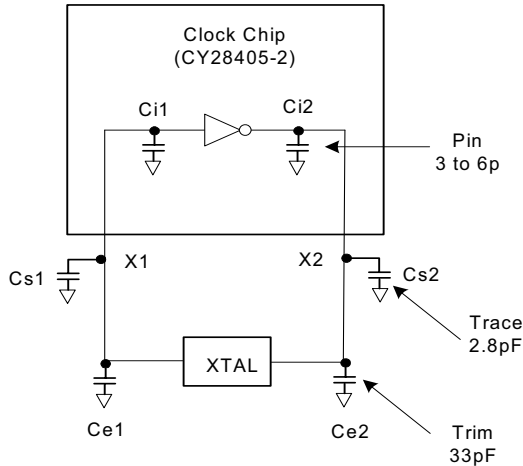 Clock Chip
(CY28405-2)
Ci1
Ci2
Pin
3 to 6p
X1
X2
Cs1
Cs2
Trace
2.8pF
XTAL
Ce1
Ce2
Trim
33pF